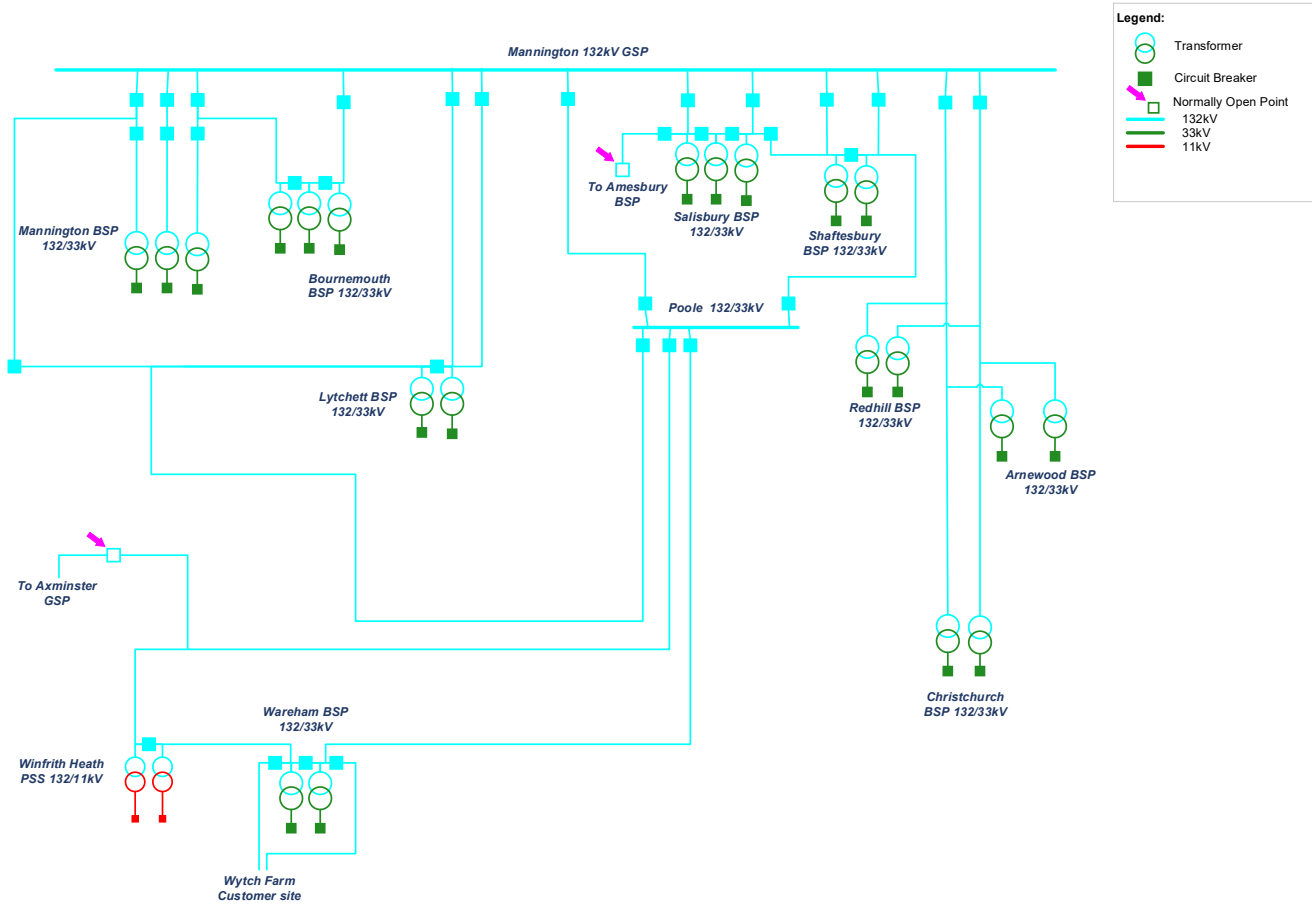 Mannington 132kV GSP
Legend:
Transformer
Circuit Breaker
Normally Open Point
132kV
33kV
11kV
To Amesbury
BSP
Salisbury BSP
132/33kV
Shaftesbury
BSP 132/33kV
Mannington BSP
132/33kV
Bournemouth
BSP 132/33kV
Poole  132/33kV
Lytchett BSP
132/33kV
Redhill BSP
132/33kV
Arnewood BSP
132/33kV
To Axminster
GSP
Christchurch
BSP 132/33kV
Wareham BSP
132/33kV
Winfrith Heath
PSS 132/11kV
Wytch Farm
Customer site